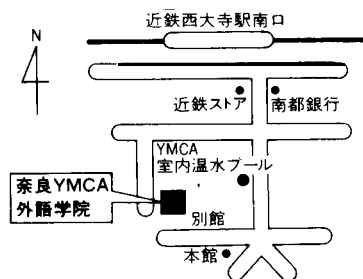 近鉄西大寺駅南口
N
近鉄ストア
南都銀行
YMCA
室内温水プール
奈良YMCA
外語学院
別館
本館